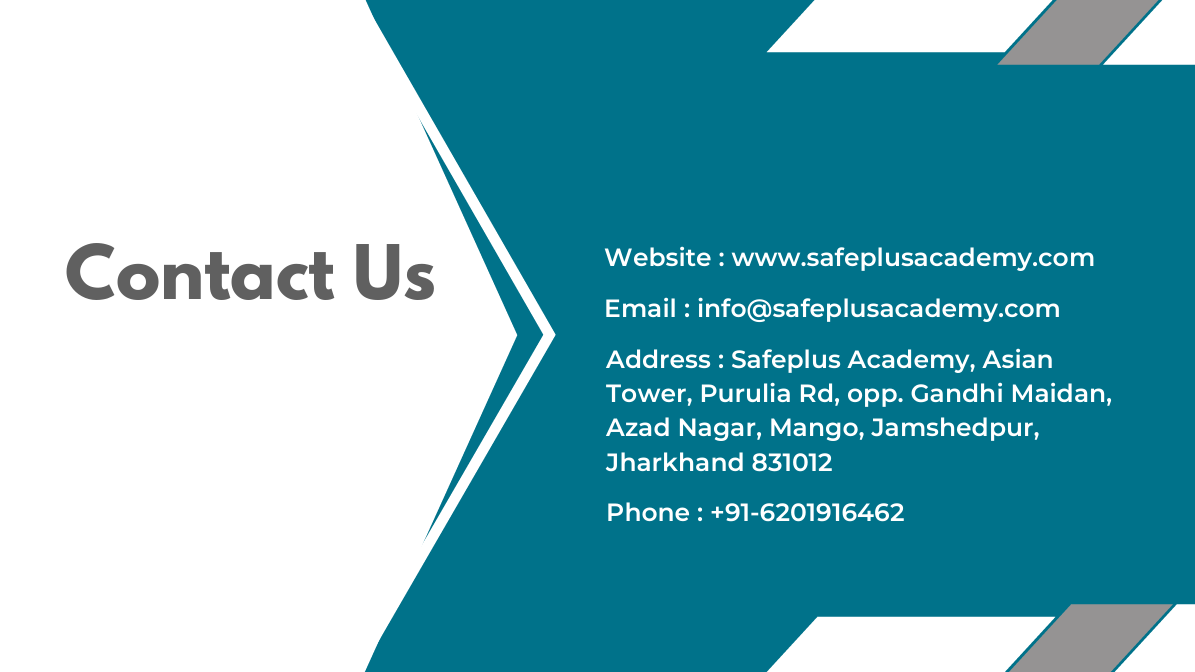 Contact Us
Website : www.safeplusacademy.com
Email : info@safeplusacademy.com
Address : Safeplus Academy, Asian
Tower, Purulia Rd, opp. Gandhi Maidan,
Azad Nagar, Mango, Jamshedpur,
Jharkhand 831012
Phone : +91-6201916462